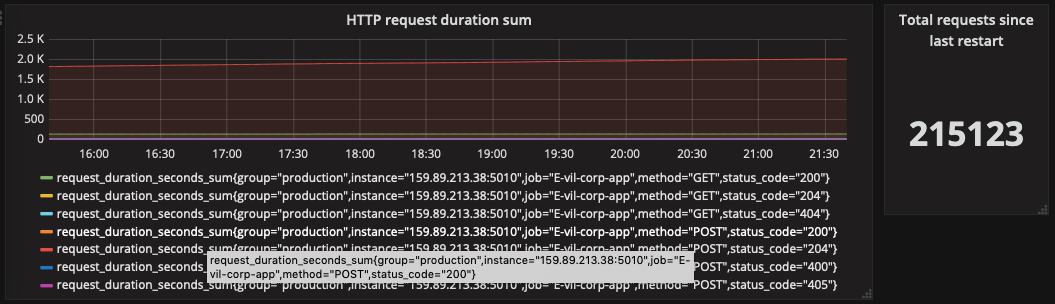 HTTP request duration sum
2.5 K
2.0 K
1.5 K
1.0 K
500
0
16:00 16:30 17:00 17:30 18:00 18:30 19:00 19:30 20:00 20:30 21:00 21:30
request_duration_seconds_sum{group="production",instance="159.89.213.38:5010",job="E-vil-corp-app",method="GET",status_code="200"}
request_duration_seconds_sum{group="production",instance="159.89.213.38:5010",job="E-vil-corp-app",method="GET",status_code="204"}
request_duration_seconds_sum{group="production",instance="159.89.213.38:5010",job="E-vil-corp-app",method="GET",status_code="404"}
request_duration_seconds_sum{group="production",instance="159.89.213.38:5010",job="E-vil-corp-app",method="POST",status_code="200"}
request_duration_seconds_sum{group="production",instance="159.89.213.38:5010",job="E-vil-corp-app",method="POST",status_code="204"}
request_duration_seconds_sum{group="production",instance="159.89.213.38:5010",job="E-
vil-corp-app",method="POST",status_code="200"}
request_duration POST",status_code="400"}
request_duration_seconds_sum{group="production",instance="159.89.213.38:5010",job="E-vil-corp-app",method="POST",status_code="405"}
Total requests since
last restart
215123